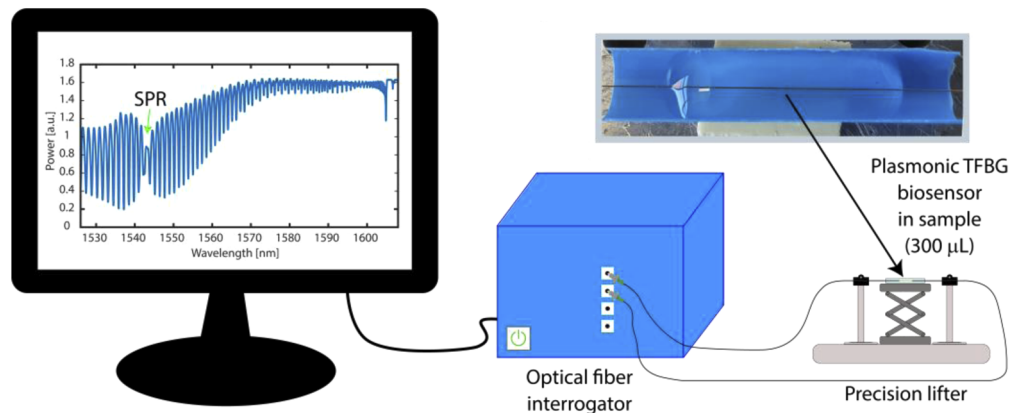 1.8
1.6
1.4
1.2
1
0.8
0.6
0.4
0.2
0
Power [a.u.]
SPR
1530 1540 1550 1560 1570 1580 1590 1600
Wavelength [nm]
Plasmonic TFBG
biosensor
in sample
(300 µL)
Optical fiber
interrogator
Precision lifter